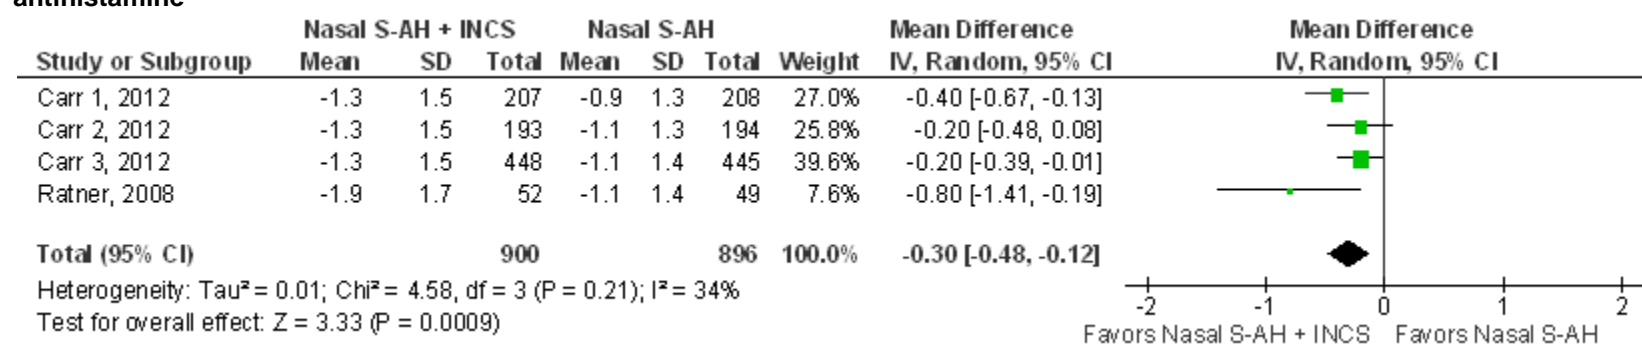 antihistamine
Nasal S-AH + INCS Nasal S-AH Mean Difference Mean Difference
Study or Subgroup Mean SD Total Mean SD Total Weight IV, Random, 95% CI IV, Random, 95% CI
Carr 1, 2012 -1.3 1.5 207 -0.9 1.3 208 27.0% -0.40 [-0.67, -0.13]
Carr 2, 2012 -1.3 1.5 193 -1.1 1.3 194 25.8% -0.20 [-0.48, 0.08]
Carr 3, 2012 -1.3 1.5 448 -1.1 1.4 445 39.6% -0.20 [-0.39, -0.01]
Ratner, 2008 -1.9 1.7 52 -1.1 1.4 49 7.6% -0.80 [-1.41, -0.19]
Total (95% CI) 900 896 100.0% -0.30 [-0.48, -0.12]
Heterogeneity: Tau² = 0.01; Chi² = 4.58, df = 3 (P = 0.21); I² = 34%
Test for overall effect: Z = 3.33 (P = 0.0009)
-2 -1 0 1 2
Favors Nasal S-AH + INCS Favors Nasal S-AH